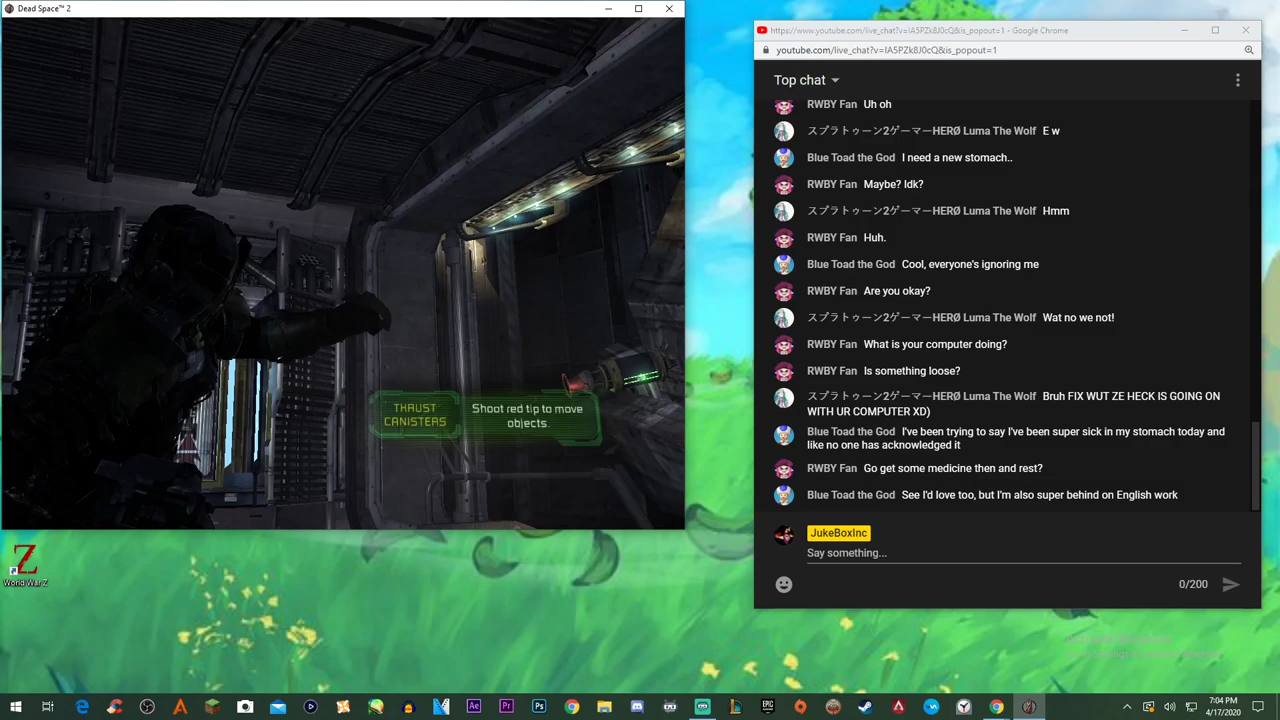 Dead Space™ 2
THRUST
CANISTERS
Shoot red tip to move
objects.
World War Z
https://www.youtube.com/live_chat?v=IA5PZk8J0cQ&is_popout=1 - Google Chrome
youtube.com/live_chat?v=IA5PZk8J0cQ&is_popout=1
Top chat
RWBY Fan Uh oh
スプラトゥーン2ゲーマーHERØ Luma The Wolf E w
Blue Toad the God I need a new stomach..
RWBY Fan Maybe? Idk?
スプラトゥーン2ゲーマーHERØ Luma The Wolf Hmm
RWBY Fan Huh.
Blue Toad the God Cool, everyone's ignoring me
RWBY Fan Are you okay?
スプラトゥーン2ゲーマーHERØ Luma The Wolf Wat no we not!
RWBY Fan What is your computer doing?
RWBY Fan Is something loose?
スプラトゥーン2ゲーマーHERØ Luma The Wolf Bruh FIX WUT ZE HECK IS GOING ON
WITH UR COMPUTER XD)
Blue Toad the God I've been trying to say I've been super sick in my stomach today and
like no one has acknowledged it
RWBY Fan Go get some medicine then and rest?
Blue Toad the God See I'd love too, but I'm also super behind on English work
JukeBoxInc
Say something...
0/200
7:04 PM
4/17/2020